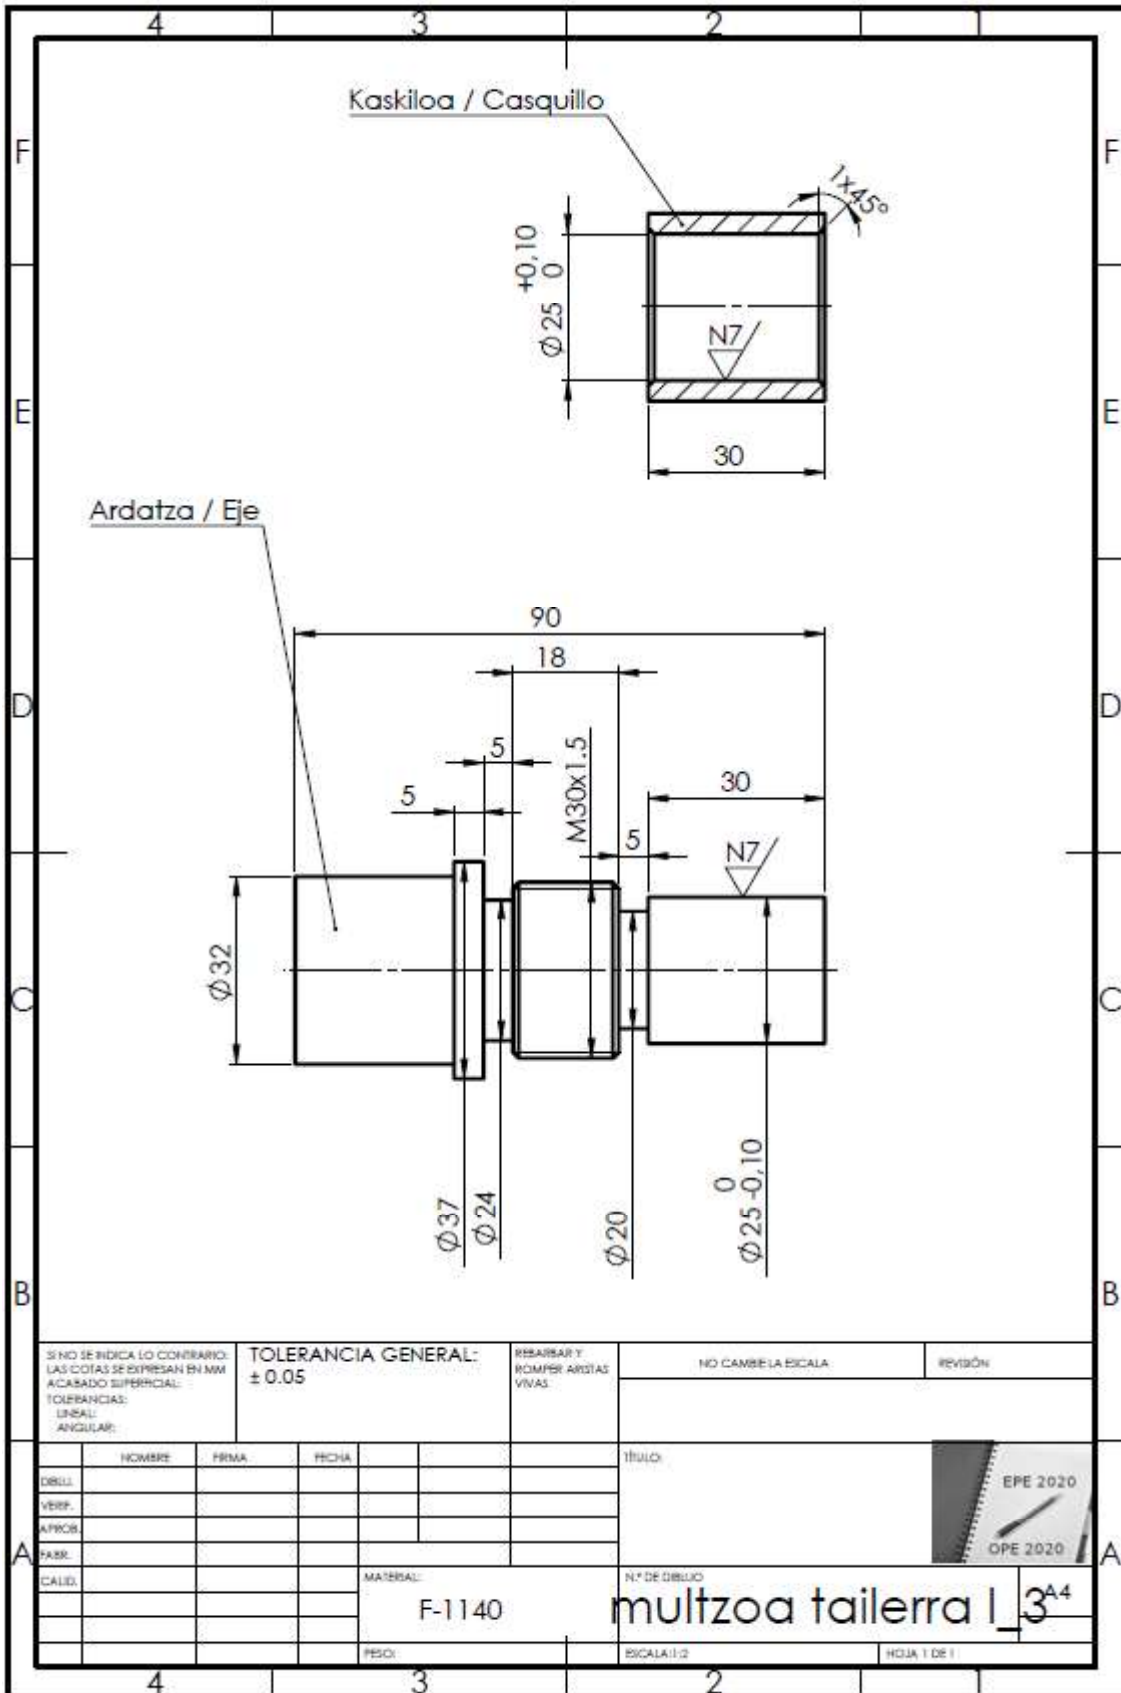 4 3 2 1
F F
Kaskiloa / Casquillo
1x45°
Ø25 +0,10 0
N7
E E
30
Ardatza / Eje
90
18
D D
5
M30x1.5
30
5
5
N7
Ø32
C C
Ø37
Ø24
Ø20
Ø25 0 -0,10
B B
SI NO SE INDICA LO CONTRARIO:
LAS COTAS SE EXPRESAN EN MM
ACABADO SUPERFICIAL:
TOLERANCIAS:
LINEAL:
ANGULAR:
TOLERANCIA GENERAL:
± 0.05
REBARBAR Y
ROMPER ARISTAS
VIVAS
NO CAMBIE LA ESCALA
REVISIÓN
NOMBRE FIRMA FECHA
DIBUJ.
VERIF.
APROB.
FABR.
CALID.
TÍTULO:
EPE 2020
OPE 2020
A A
MATERIAL:
F-1140
N.º DE DIBUJO
multzoa tailerra I_3
A4
PESO:
ESCALA:1:2
HOJA 1 DE 1
4 3 2 1